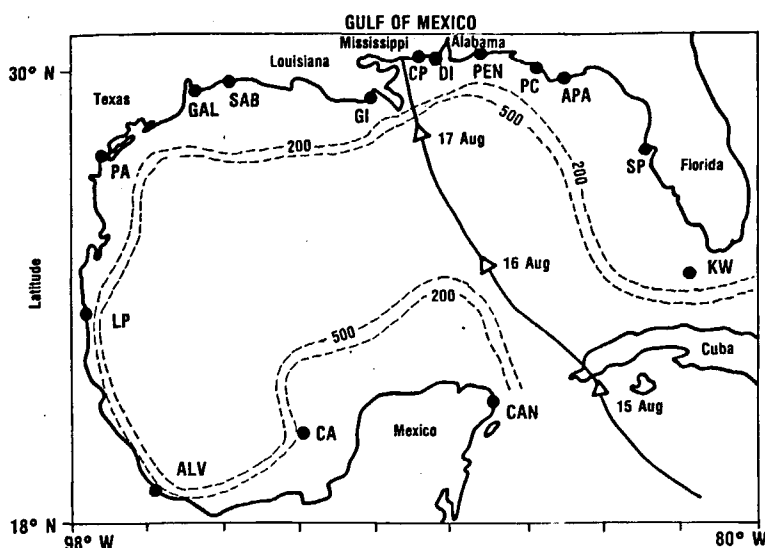 GULF OF MEXICO
Mississippi
Alabama
Louisiana
30° N
CP
DI
PEN
PC
APA
Texas
GAL
SAB
GI
200
500
17 Aug
PA
200
SP
Florida
Latitude
16 Aug
KW
LP
500
200
Cuba
15 Aug
CA
Mexico
CAN
ALV
18° N
98° W
80° W